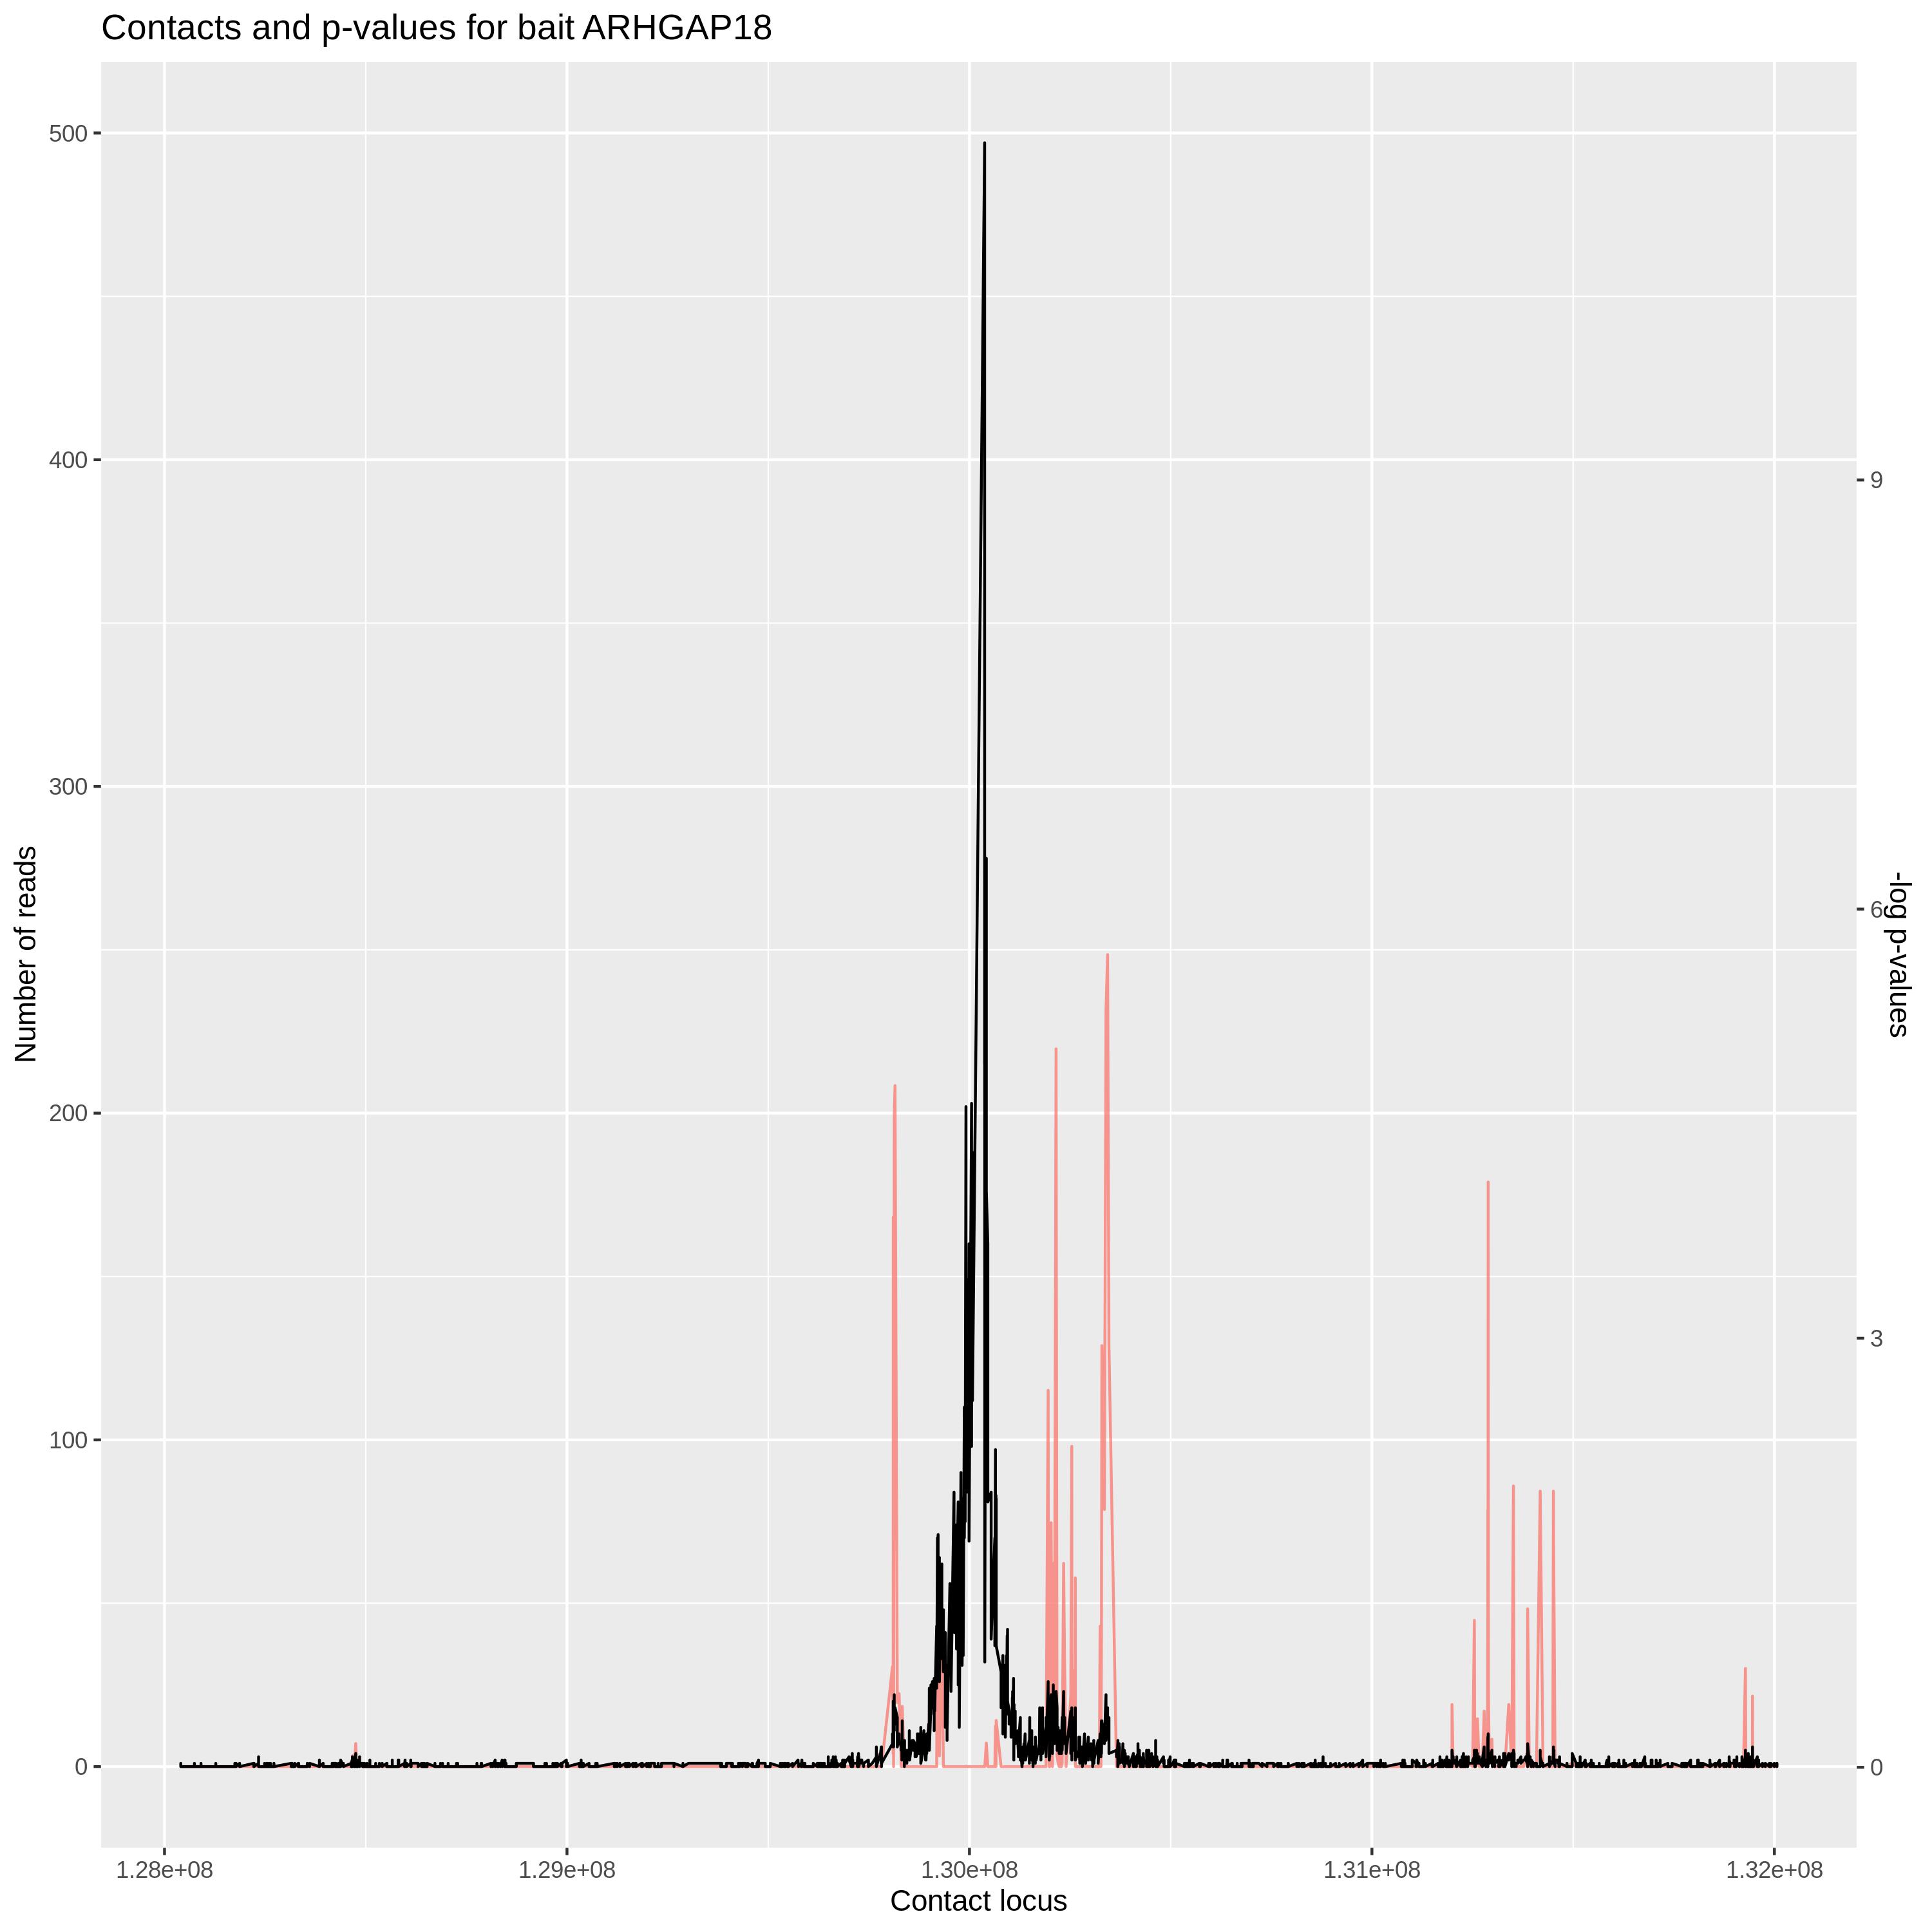 Contacts and p-values for bait ARHGAP18
500
400
300
200
100
0
Number of reads
9
6
3
0
-log p-values
1.28e+08
1.29e+08
1.30e+08
1.31e+08
1.32e+08
Contact locus